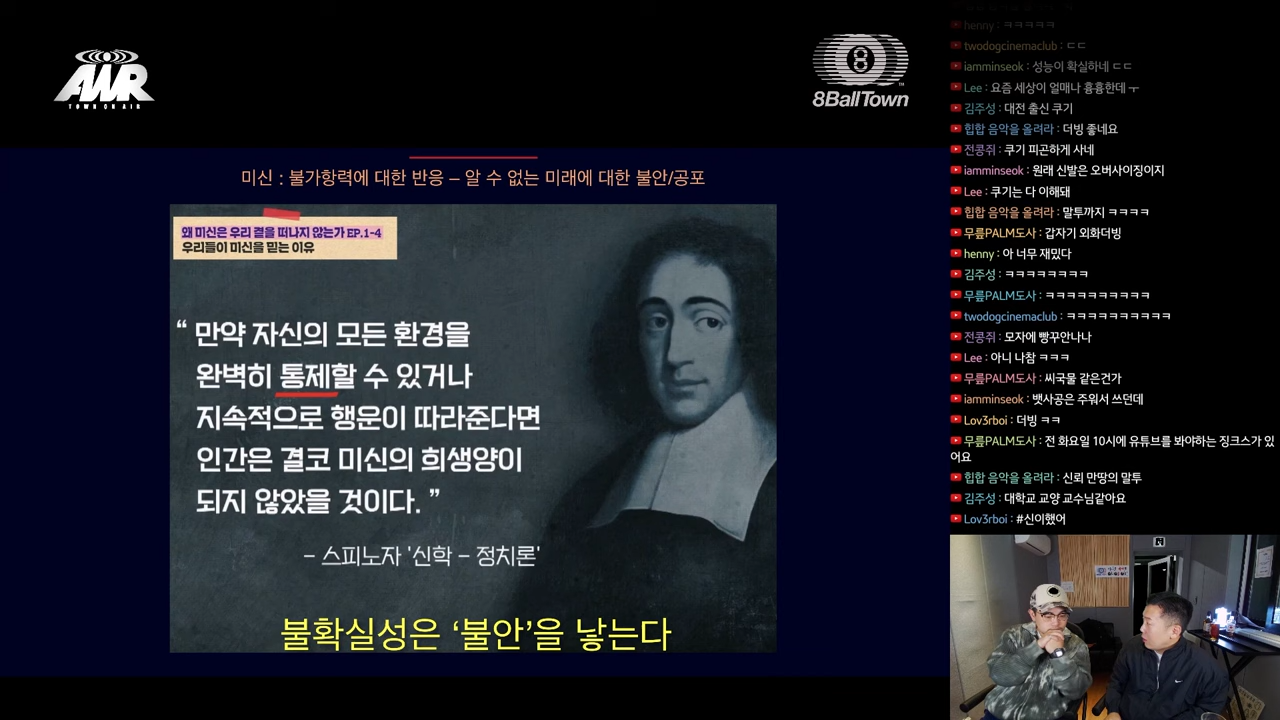 AIR
TOWN ON AIR
8
8BallTown
미신 : 불가항력에 대한 반응 – 알 수 없는 미래에 대한 불안/공포
왜 미신은 우리 곁을 떠나지 않는가 EP.1-4
우리들이 미신을 믿는 이유
“ 만약 자신의 모든 환경을
완벽히 통제할 수 있거나
지속적으로 행운이 따라준다면
인간은 결코 미신의 희생양이
되지 않았을 것이다. ”
– 스피노자 '신학 – 정치론'
불확실성은 ‘불안’을 낳는다
henny : ㅋㅋㅋㅋㅋ
twodogcinemaclub : ㄷㄷ
iamminseok : 성능이 확실하네 ㄷㄷ
Lee : 요즘 세상이 얼매나 흉흉한데 ㅜ
김주성 : 대전 출신 쿠기
힙합 음악을 올려라 : 더빙 좋네요
전콩쥐 : 쿠기 피곤하게 사네
iamminseok : 원래 신발은 오버사이징이지
Lee : 쿠기는 다 이해돼
힙합 음악을 올려라 : 말투까지 ㅋㅋㅋㅋ
무릎PALM도사 : 갑자기 외화더빙
henny : 아 너무 재밌다
김주성 : ㅋㅋㅋㅋㅋㅋㅋㅋ
무릎PALM도사 : ㅋㅋㅋㅋㅋㅋㅋㅋㅋㅋ
twodogcinemaclub : ㅋㅋㅋㅋㅋㅋㅋㅋㅋㅋ
전콩쥐 : 모자에 빵꾸안나나
Lee : 아니 나참 ㅋㅋㅋ
무릎PALM도사 : 씨국물 같은건가
iamminseok : 뱃사공은 주워서 쓰던데
Lov3rboi : 더빙 ㅋㅋ
무릎PALM도사 : 전 화요일 10시에 유튜브를 봐야하는 징크스가 있
어요
힙합 음악을 올려라 : 신뢰 만땅의 말투
김주성 : 대학교 교양 교수님같아요
Lov3rboi : #신이했어